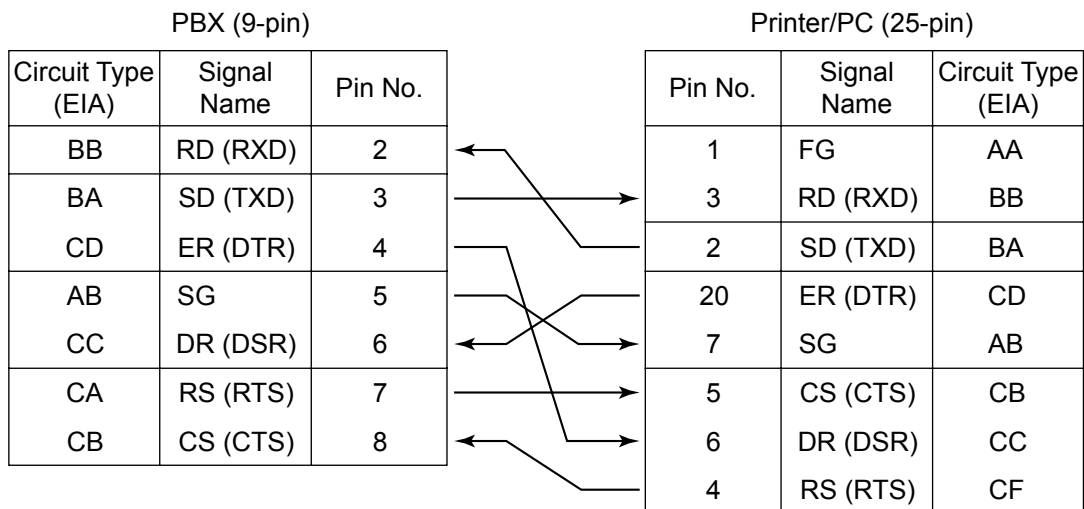 PBX (9-pin)
Circuit Type (EIA) Signal Name Pin No.
BB RD (RXD) 2
BA SD (TXD) 3
CD ER (DTR) 4
AB SG 5
CC DR (DSR) 6
CA RS (RTS) 7
CB CS (CTS) 8
Printer/PC (25-pin)
Pin No. Signal Name Circuit Type (EIA)
1 FG AA
3 RD (RXD) BB
2 SD (TXD) BA
20 ER (DTR) CD
7 SG AB
5 CS (CTS) CB
6 DR (DSR) CC
4 RS (RTS) CF